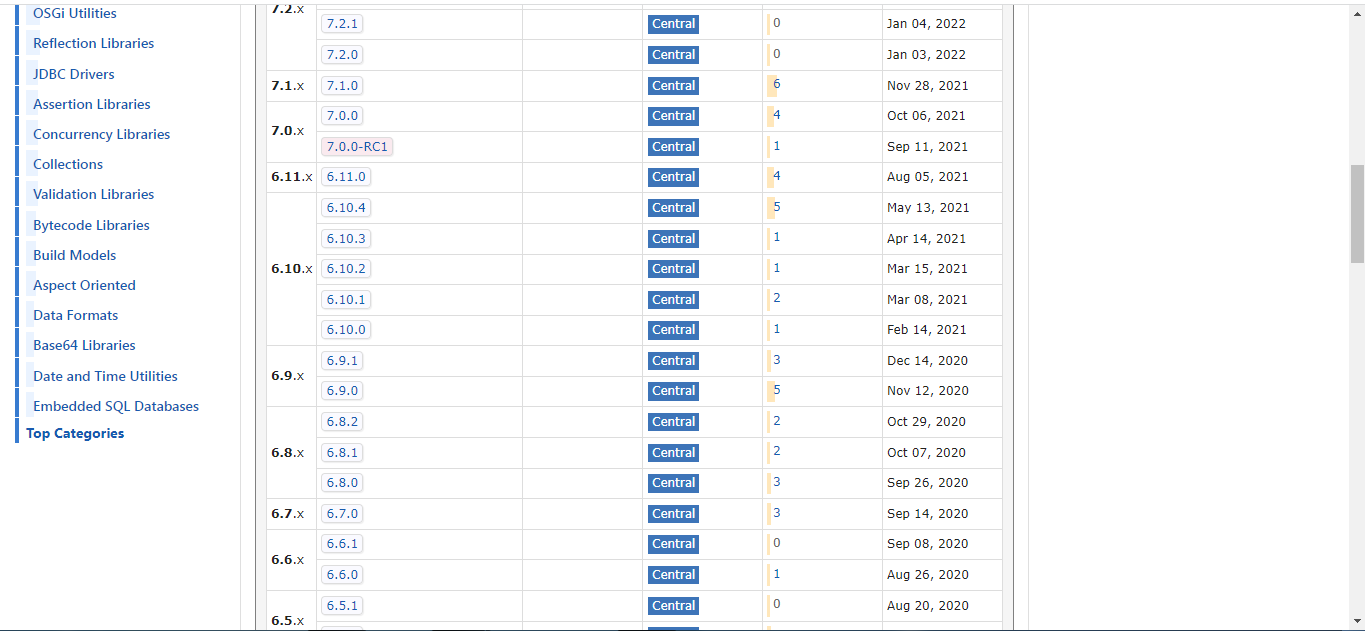 OSGi Utilities
Reflection Libraries
JDBC Drivers
Assertion Libraries
Concurrency Libraries
Collections
Validation Libraries
Bytecode Libraries
Build Models
Aspect Oriented
Data Formats
Base64 Libraries
Date and Time Utilities
Embedded SQL Databases
Top Categories
7.2.x
7.2.1 Central 0 Jan 04, 2022
7.2.0 Central 0 Jan 03, 2022
7.1.x 7.1.0 Central 6 Nov 28, 2021
7.0.x
7.0.0 Central 4 Oct 06, 2021
7.0.0-RC1 Central 1 Sep 11, 2021
6.11.x 6.11.0 Central 4 Aug 05, 2021
6.10.x
6.10.4 Central 5 May 13, 2021
6.10.3 Central 1 Apr 14, 2021
6.10.2 Central 1 Mar 15, 2021
6.10.1 Central 2 Mar 08, 2021
6.10.0 Central 1 Feb 14, 2021
6.9.x
6.9.1 Central 3 Dec 14, 2020
6.9.0 Central 5 Nov 12, 2020
6.8.x
6.8.2 Central 2 Oct 29, 2020
6.8.1 Central 2 Oct 07, 2020
6.8.0 Central 3 Sep 26, 2020
6.7.x 6.7.0 Central 3 Sep 14, 2020
6.6.x
6.6.1 Central 0 Sep 08, 2020
6.6.0 Central 1 Aug 26, 2020
6.5.x
6.5.1 Central 0 Aug 20, 2020